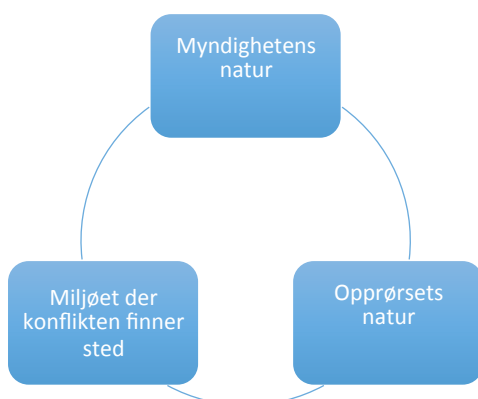 Myndighetens
natur
Opprørsets
natur
Miljøet der
konflikten finner
sted